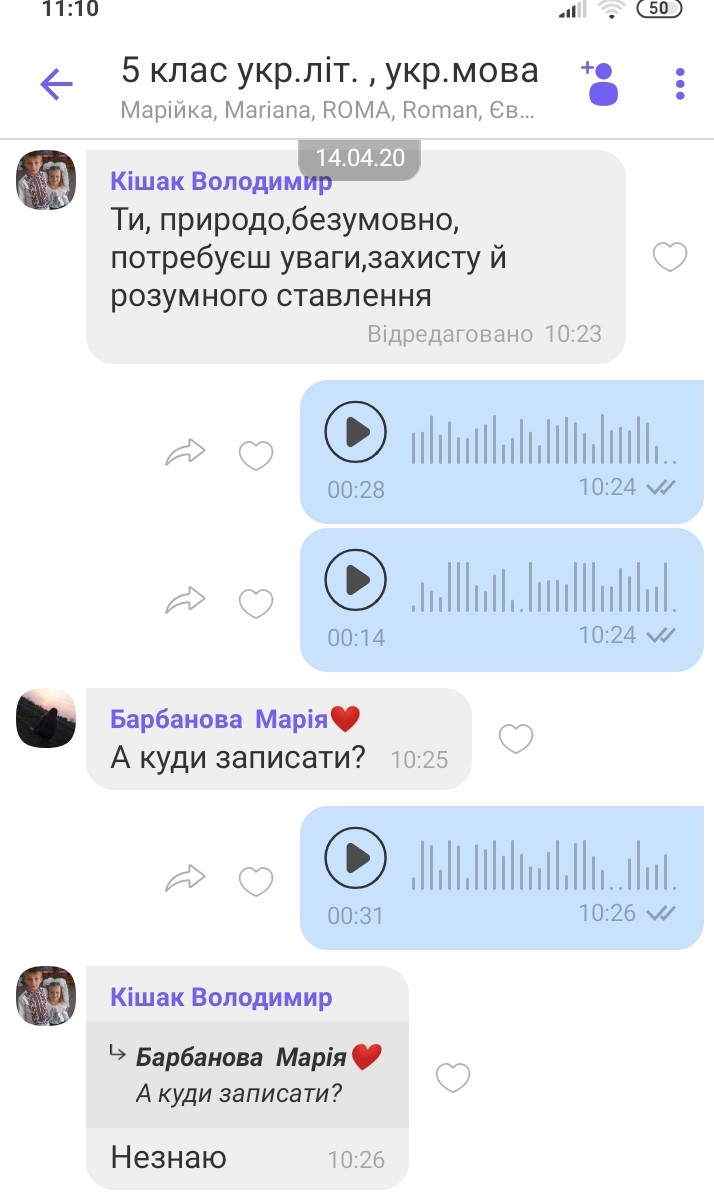 11:10
50
5 клас укр.літ. , укр.мова
Марійка, Mariana, ROMA, Roman, Єв...
14.04.20
Кішак Володимир
Ти, природо,безумовно,
потребуєш уваги,захисту й
розумного ставлення
Відредаговано 10:23
00:28
10:24
00:14
10:24
Барбанова Марія❤️
А куди записати? 10:25
00:31
10:26
Кішак Володимир
Барбанова Марія❤️
А куди записати?
Незнаю 10:26